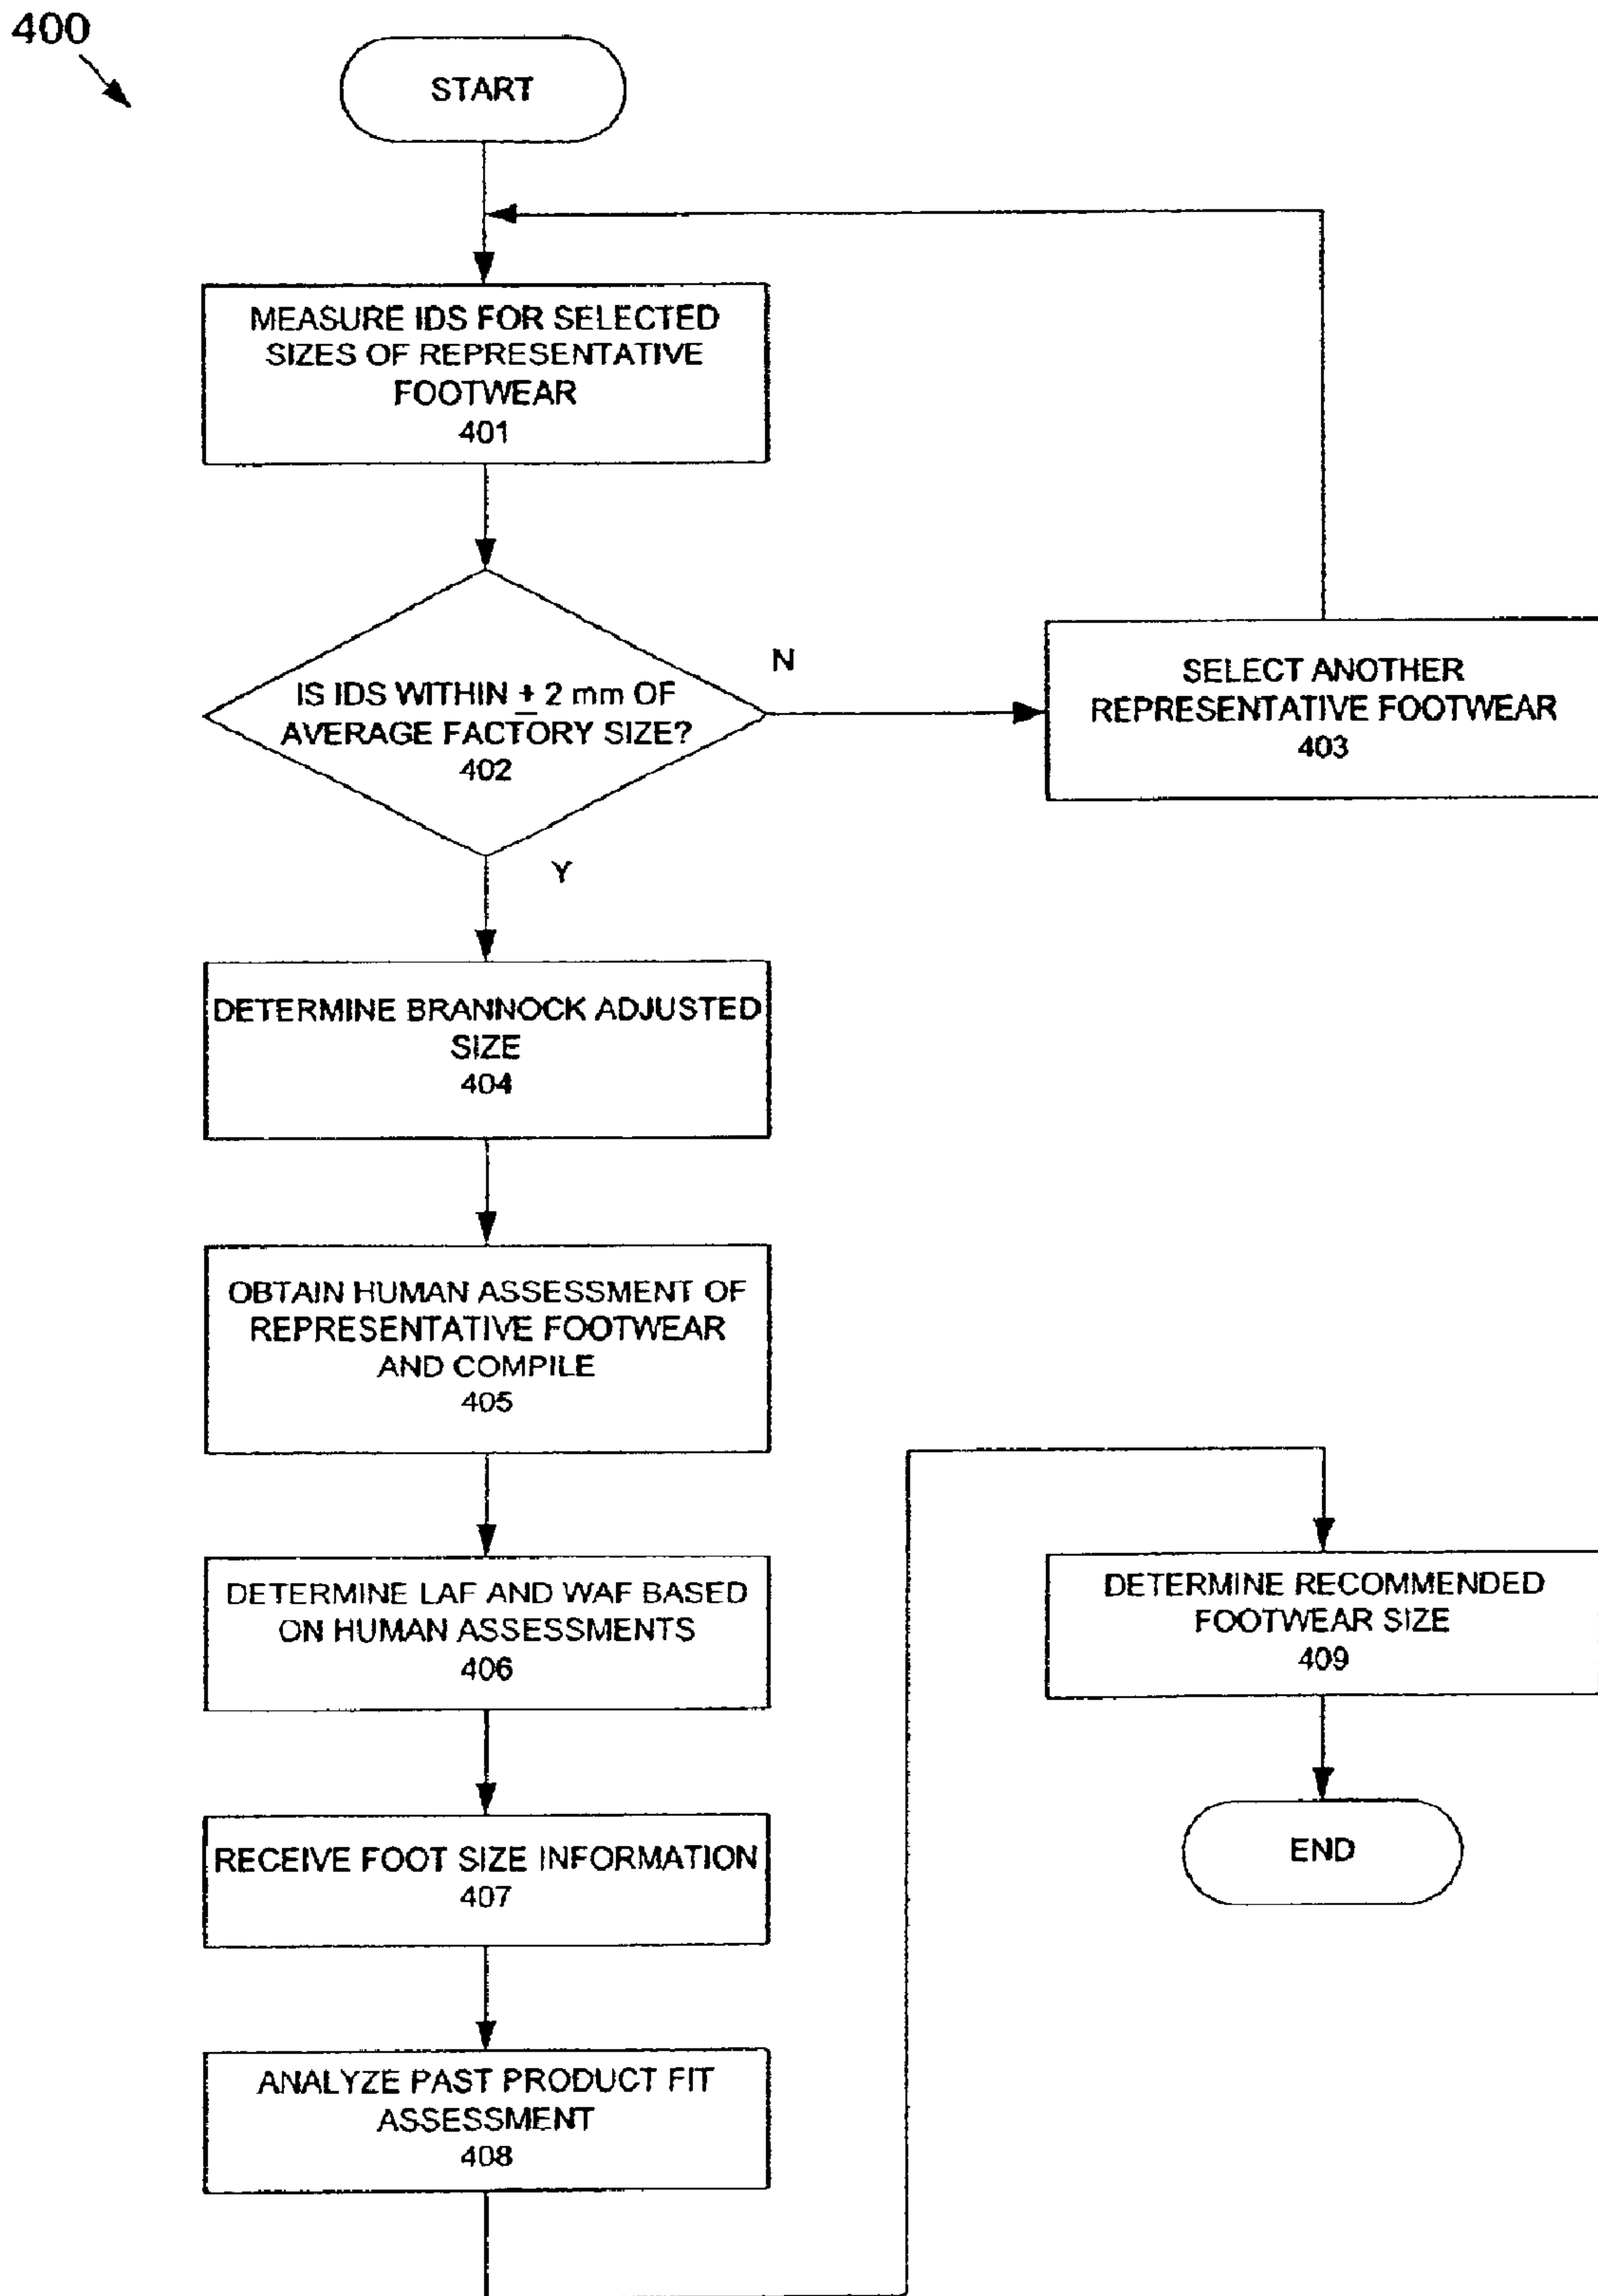 400
START
MEASURE IDS FOR SELECTED
SIZES OF REPRESENTATIVE
FOOTWEAR
401
IS IDS WITHIN ± 2 mm OF
AVERAGE FACTORY SIZE?
402
N
SELECT ANOTHER
REPRESENTATIVE FOOTWEAR
403
Y
DETERMINE BRANNOCK ADJUSTED
SIZE
404
OBTAIN HUMAN ASSESSMENT OF
REPRESENTATIVE FOOTWEAR
AND COMPILE
405
DETERMINE LAF AND WAF BASED
ON HUMAN ASSESSMENTS
406
RECEIVE FOOT SIZE INFORMATION
407
ANALYZE PAST PRODUCT FIT
ASSESSMENT
408
DETERMINE RECOMMENDED
FOOTWEAR SIZE
409
END